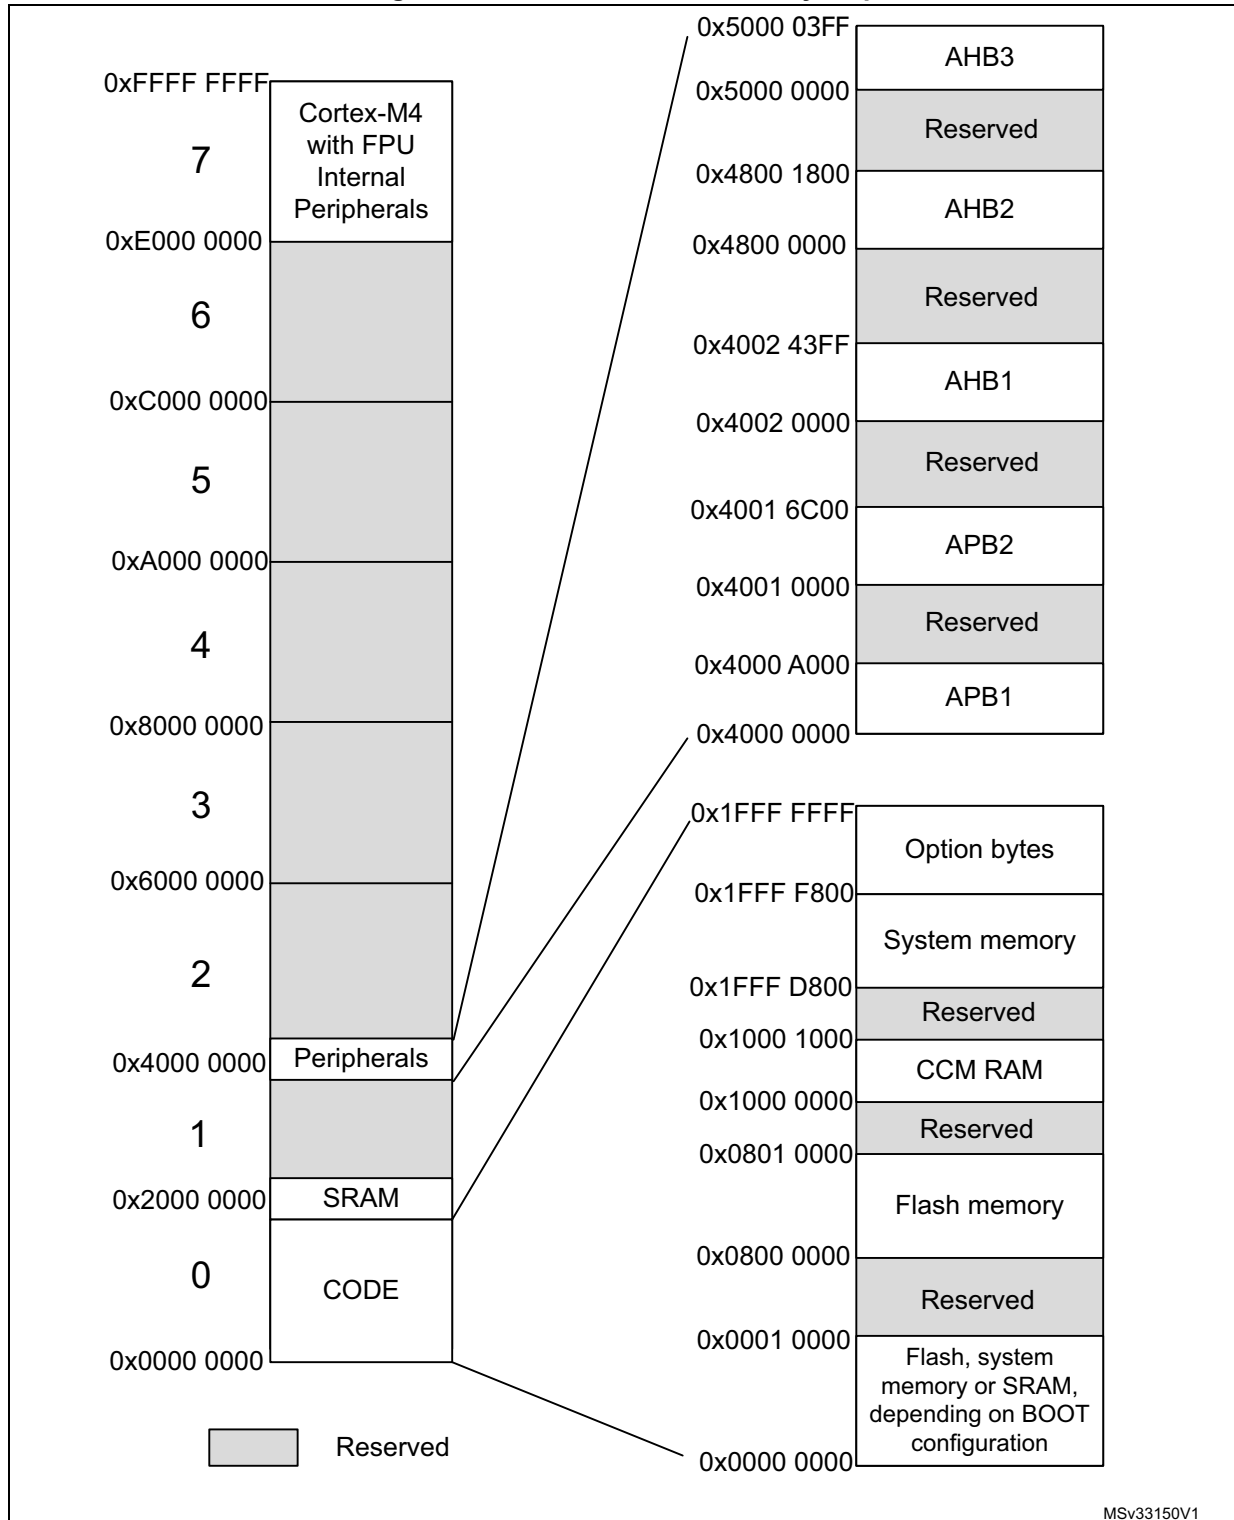 0xFFFF FFFF
Cortex-M4
with FPU
Internal
Peripherals
7
0xE000 0000
6
0xC000 0000
5
0xA000 0000
4
0x8000 0000
3
0x6000 0000
2
0x4000 0000
Peripherals
1
0x2000 0000
SRAM
0
CODE
0x0000 0000
Reserved
0x5000 03FF
AHB3
0x5000 0000
Reserved
0x4800 1800
AHB2
0x4800 0000
Reserved
0x4002 43FF
AHB1
0x4002 0000
Reserved
0x4001 6C00
APB2
0x4001 0000
Reserved
0x4000 A000
APB1
0x4000 0000
0x1FFF FFFF
Option bytes
0x1FFF F800
System memory
0x1FFF D800
Reserved
0x1000 1000
CCM RAM
0x1000 0000
Reserved
0x0801 0000
Flash memory
0x0800 0000
Reserved
0x0001 0000
Flash, system
memory or SRAM,
depending on BOOT
configuration
0x0000 0000
MSv33150V1